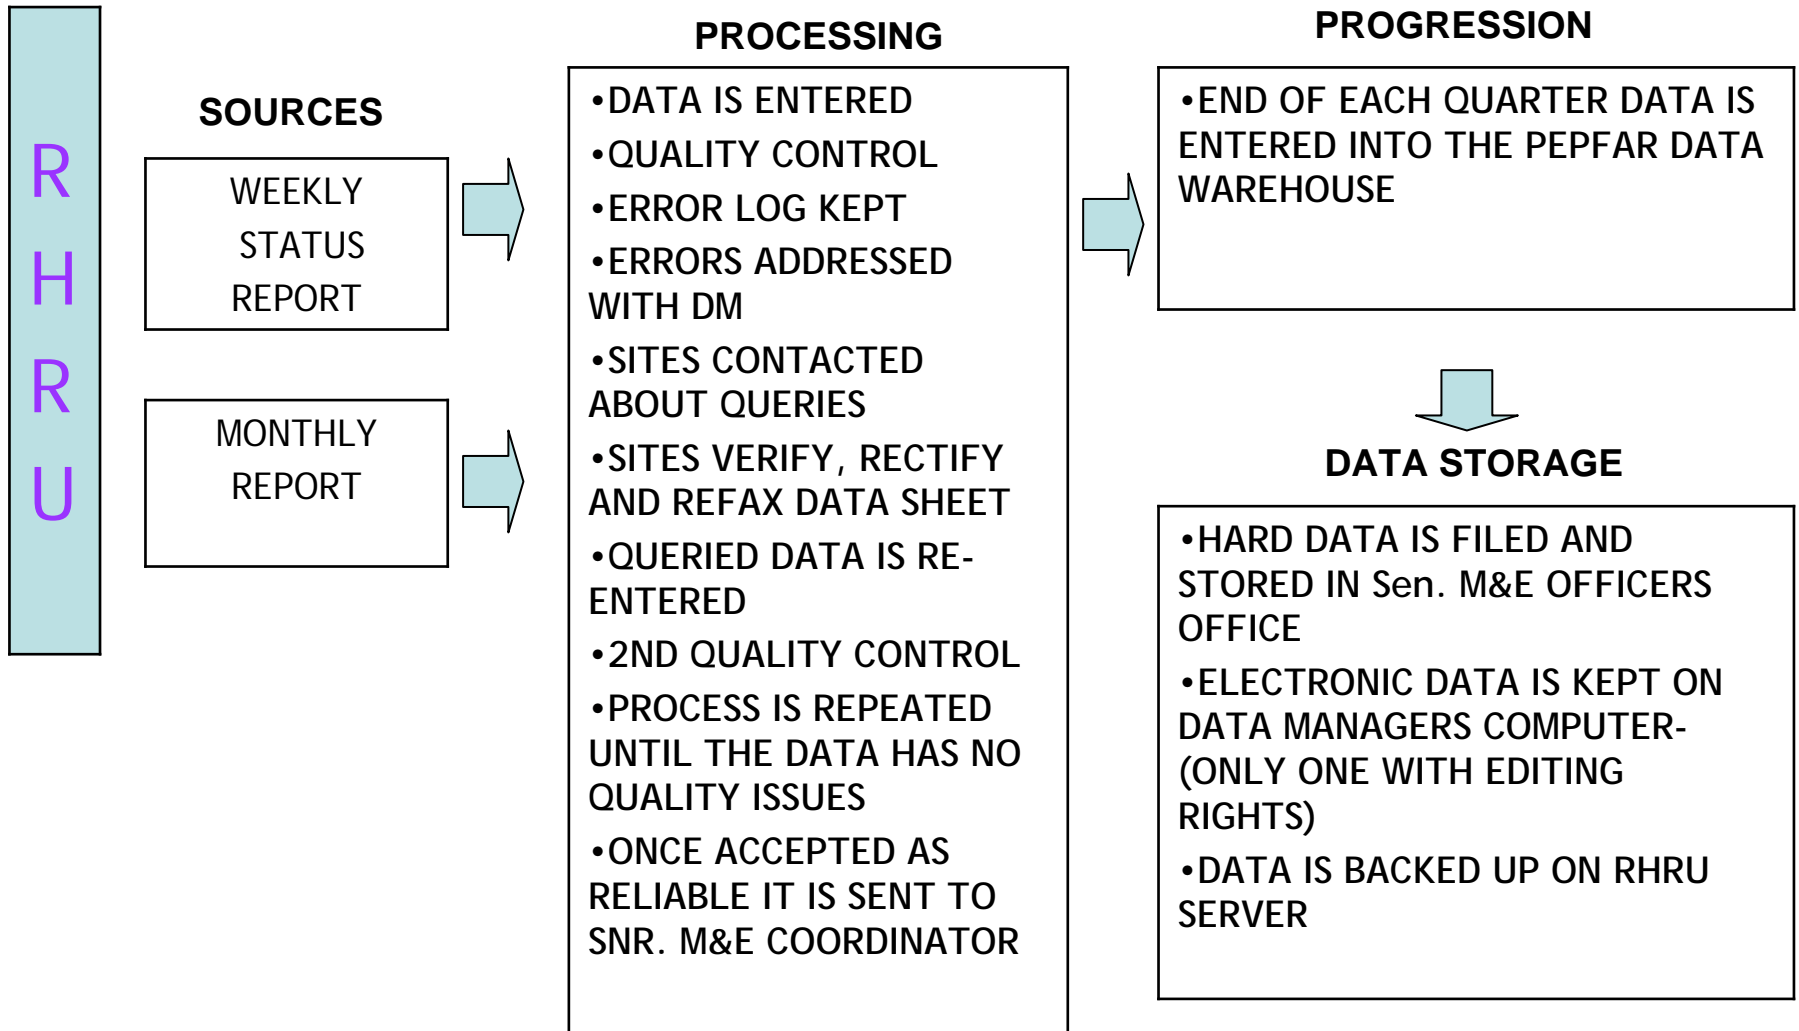 R
H
R
U
SOURCES
WEEKLY
STATUS
REPORT
MONTHLY
REPORT
PROCESSING
•DATA IS ENTERED
•QUALITY CONTROL
•ERROR LOG KEPT
•ERRORS ADDRESSED
WITH DM
•SITES CONTACTED
ABOUT QUERIES
•SITES VERIFY, RECTIFY
AND REFAX DATA SHEET
•QUERIED DATA IS RE-
ENTERED
•2ND QUALITY CONTROL
•PROCESS IS REPEATED
UNTIL THE DATA HAS NO
QUALITY ISSUES
•ONCE ACCEPTED AS
RELIABLE IT IS SENT TO
SNR. M&E COORDINATOR
PROGRESSION
•END OF EACH QUARTER DATA IS
ENTERED INTO THE PEPFAR DATA
WAREHOUSE
DATA STORAGE
•HARD DATA IS FILED AND
STORED IN Sen. M&E OFFICERS
OFFICE
•ELECTRONIC DATA IS KEPT ON
DATA MANAGERS COMPUTER-
(ONLY ONE WITH EDITING
RIGHTS)
•DATA IS BACKED UP ON RHRU
SERVER